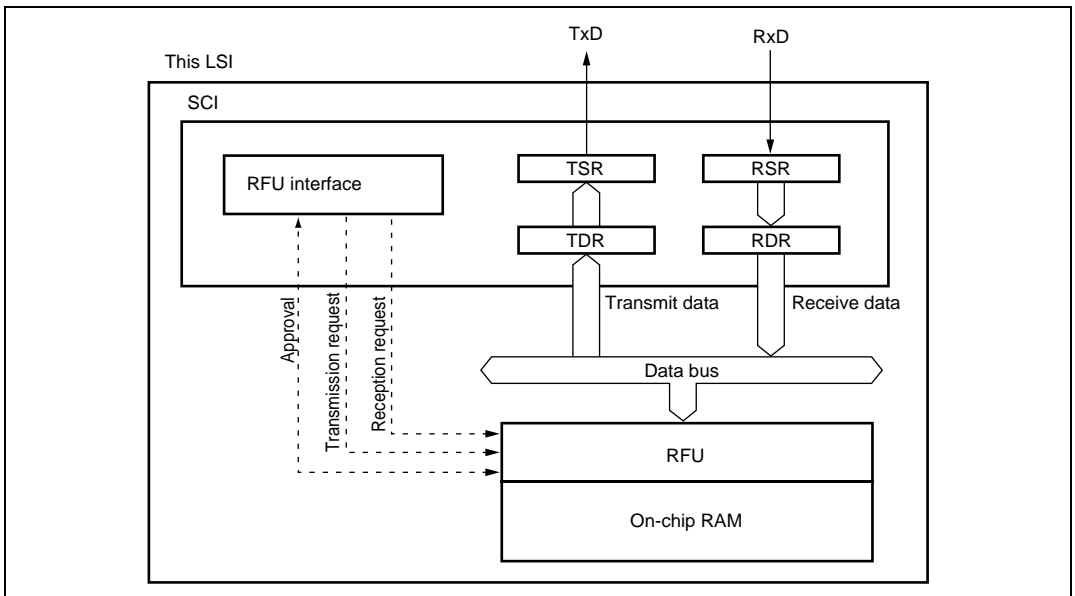 TxD
RxD
This LSI
SCI
RFU interface
TSR
RSR
TDR
RDR
Transmit data
Receive data
Approval
Transmission request
Reception request
Data bus
RFU
On-chip RAM